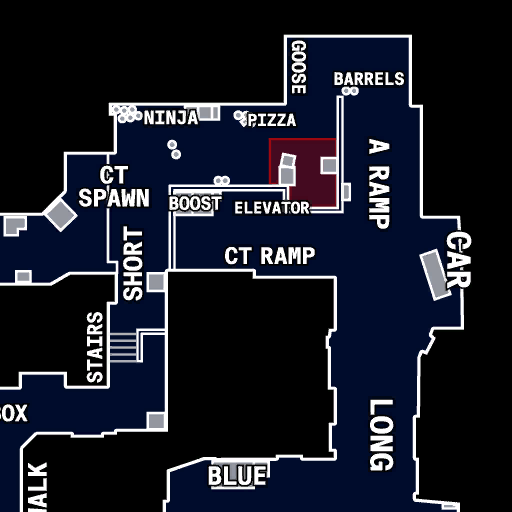 GOOSE
BARRELS
NINJA
PIZZA
A RAMP
CT
SPAWN
BOOST
ELEVATOR
SHORT
CT RAMP
CAR
STAIRS
LONG
OX
BLUE
ALK